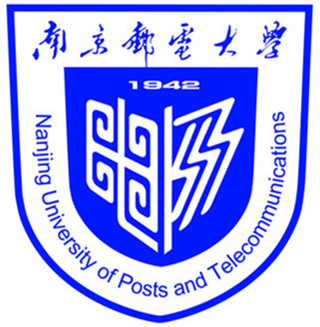 南京郵電大學
1942
Nanjing University of Posts and Telecommunications